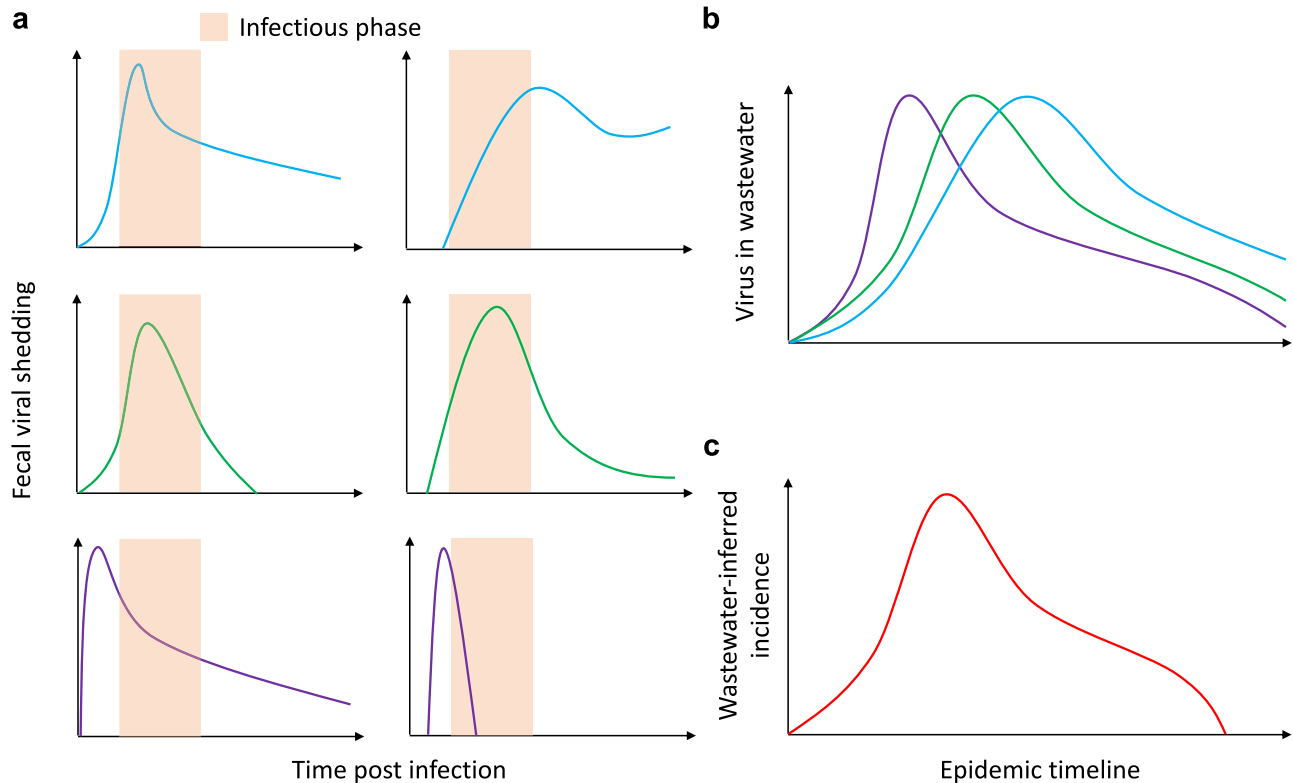 a
Infectious phase
Fecal viral shedding
Time post infection
b
Virus in wastewater
c
Wastewater-inferred
incidence
Epidemic timeline